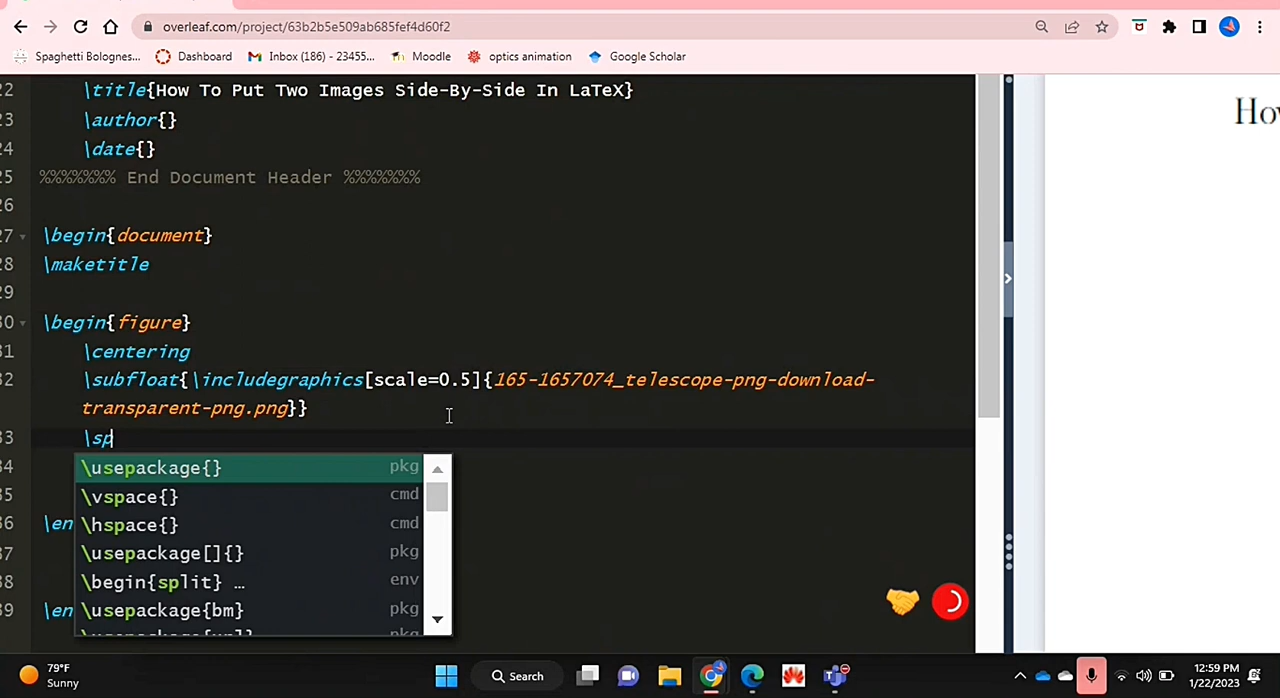 overleaf.com/project/63b2b5e509ab685fef4d60f2
Spaghetti Bolognes... Dashboard Inbox (186) - 23455... Moodle optics animation Google Scholar
22 \title{How To Put Two Images Side-By-Side In LaTeX}
23 \author{}
24 \date{}
25 %%%%%%% End Document Header %%%%%%%
26
27 \begin{document}
28 \maketitle
29
30 \begin{figure}
31 \centering
32 \subfloat{\includegraphics[scale=0.5]{165-1657074_telescope-png-download-
transparent-png.png}}
33 \sp
34 \usepackage{} pkg
35 \vspace{} cmd
36 \en \hspace{} cmd
37 \usepackage[]{} pkg
38 \begin{split} … env
39 \en \usepackage{bm} pkg
How
79°F
Sunny
Search
12:59 PM
1/22/2023